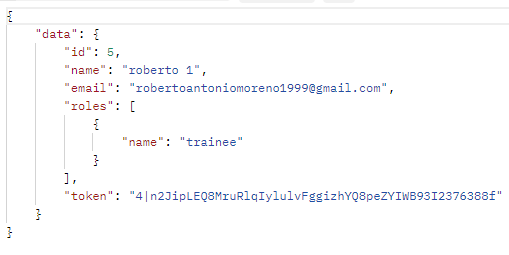 {
"data": {
"id": 5,
"name": "roberto 1",
"email": "robertoantoniomoreno1999@gmail.com",
"roles": [
{
"name": "trainee"
}
],
"token": "4|n2JipLEQ8MruRlqIylulvFggizhYQ8peZYIWB93I2376388f"
}
}